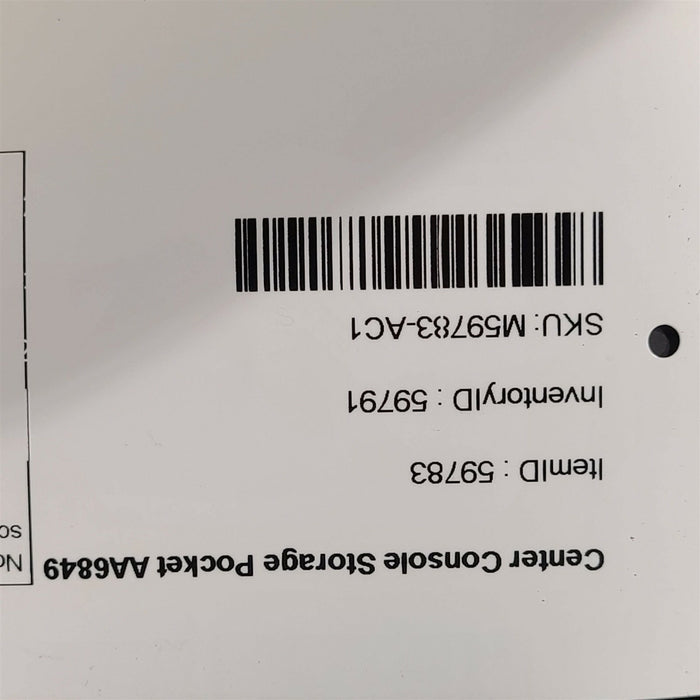 Center Console Storage Pocket AA6849
ItemID : 59783
InventoryID : 59791
SKU: M59783-AC1